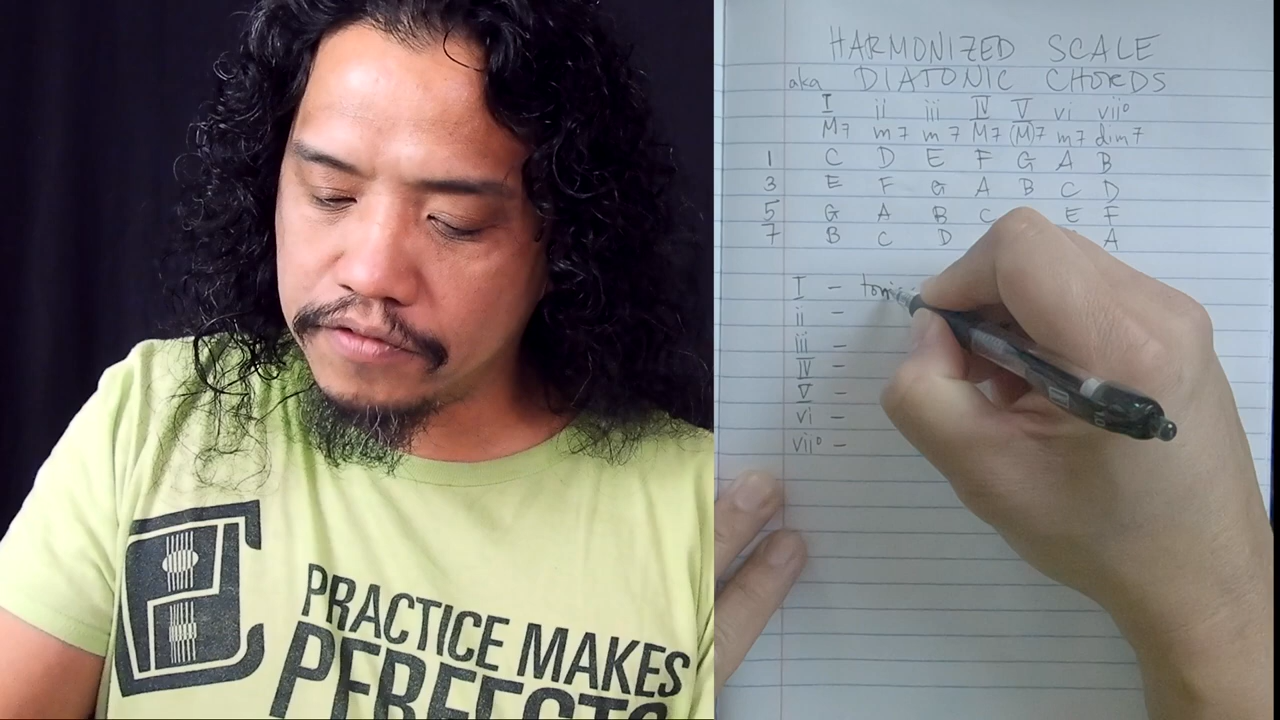 PRACTICE MAKES
PERFECTS
HARMONIZED SCALE
aka DIATONIC CHORDS
I ii iii IV V vi vii°
M7 m7 m7 M7 (M)7 m7 dim7
1 C D E F G A B
3 E F G A B C D
5 G A B C E F
7 B C D A
I – tonic
ii –
iii –
IV –
V –
vi –
vii° –